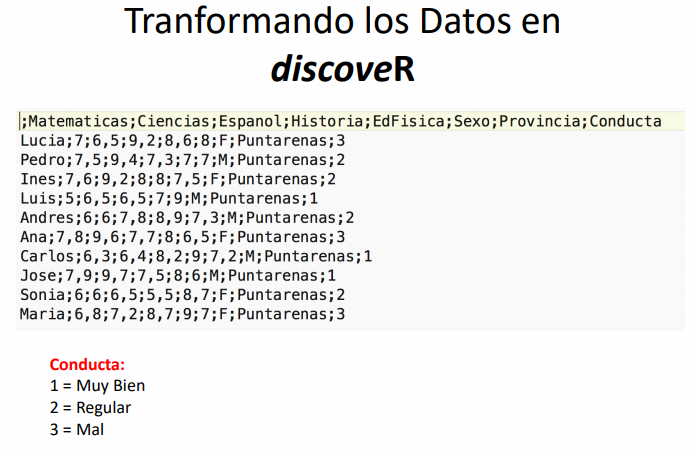 Tranformando los Datos en
discoveR
;Matematicas;Ciencias;Espanol;Historia;EdFisica;Sexo;Provincia;Conducta
Lucia;7;6,5;9,2;8,6;8;F;Puntarenas;3
Pedro;7,5;9,4;7,3;7;7;M;Puntarenas;2
Ines;7,6;9,2;8;8;7,5;F;Puntarenas;2
Luis;5;6,5;6,5;7;9;M;Puntarenas;1
Andres;6;6;7,8;8,9;7,3;M;Puntarenas;2
Ana;7,8;9,6;7,7;8;6,5;F;Puntarenas;3
Carlos;6,3;6,4;8,2;9;7,2;M;Puntarenas;1
Jose;7,9;9,7;7,5;8;6;M;Puntarenas;1
Sonia;6;6;6,5;5,5;8,7;F;Puntarenas;2
Maria;6,8;7,2;8,7;9;7;F;Puntarenas;3
Conducta:
1 = Muy Bien
2 = Regular
3 = Mal